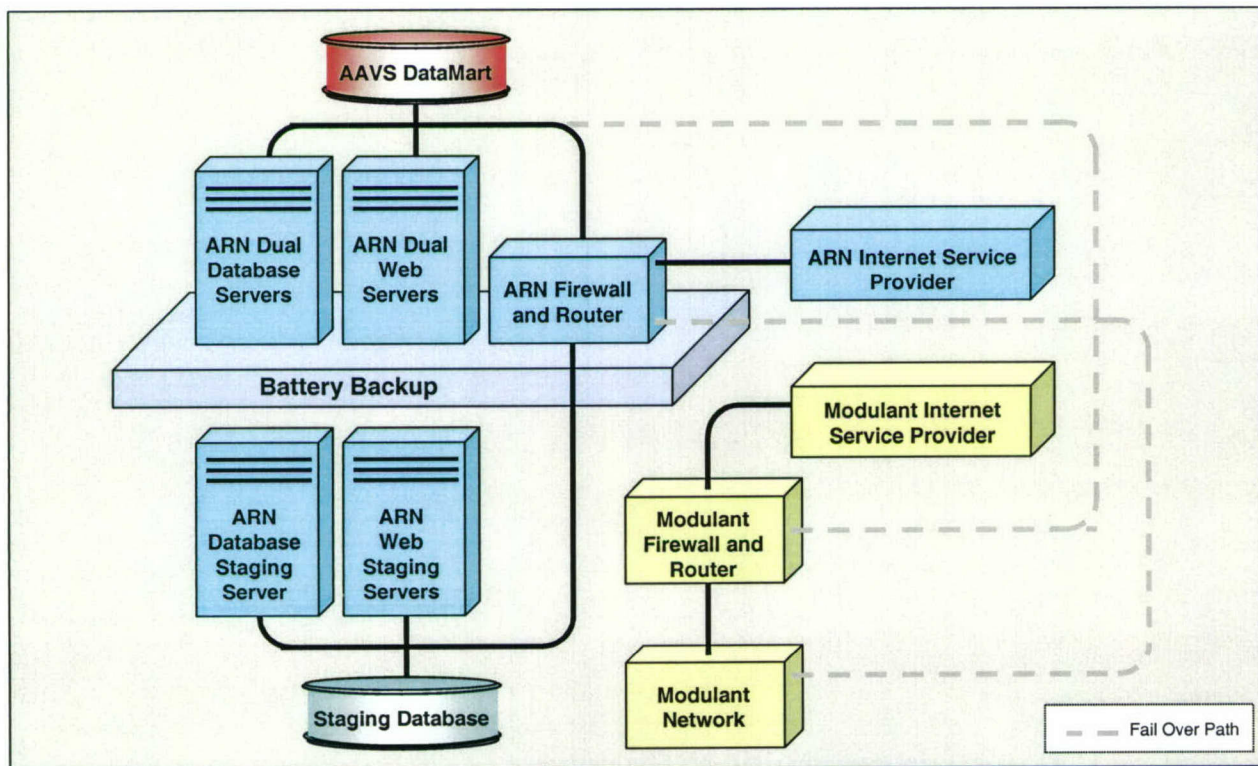 AAVS DataMart
ARN Dual
Database
Servers
ARN Dual
Web
Servers
ARN Firewall
and Router
ARN Internet Service
Provider
Battery Backup
Modulant Internet
Service Provider
ARN
Database
Staging
Server
ARN
Web
Staging
Servers
Modulant
Firewall and
Router
Staging Database
Modulant
Network
Fail Over Path